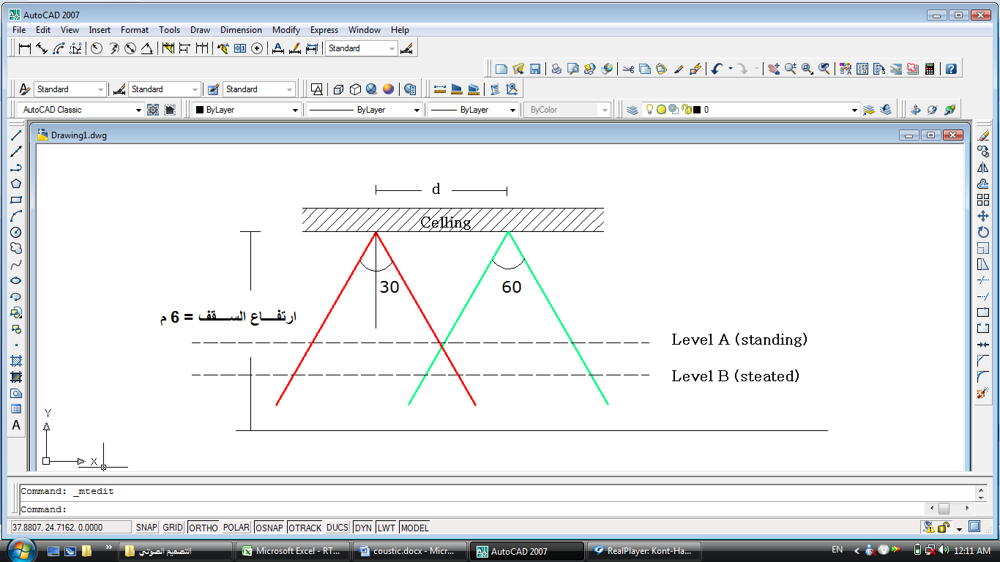 AutoCAD 2007
File Edit View Insert Format Tools Draw Dimension Modify Express Window Help
Standard
Standard Standard Standard
AutoCAD Classic ByLayer ByLayer ByLayer ByColor 0
Drawing1.dwg
d
Celling
30 60
ارتفــاع الســقف = 6 م
Level A (standing)
Level B (steated)
A
Y
X
Command: _mtedit
Command:
37.8807, 24.7162, 0.0000 SNAP GRID ORTHO POLAR OSNAP OTRACK DUCS DYN LWT MODEL
التصميم الصوتي Microsoft Excel - RT... coustic.docx - Micr... AutoCAD 2007 RealPlayer: Kont-Ha... EN 12:11 AM